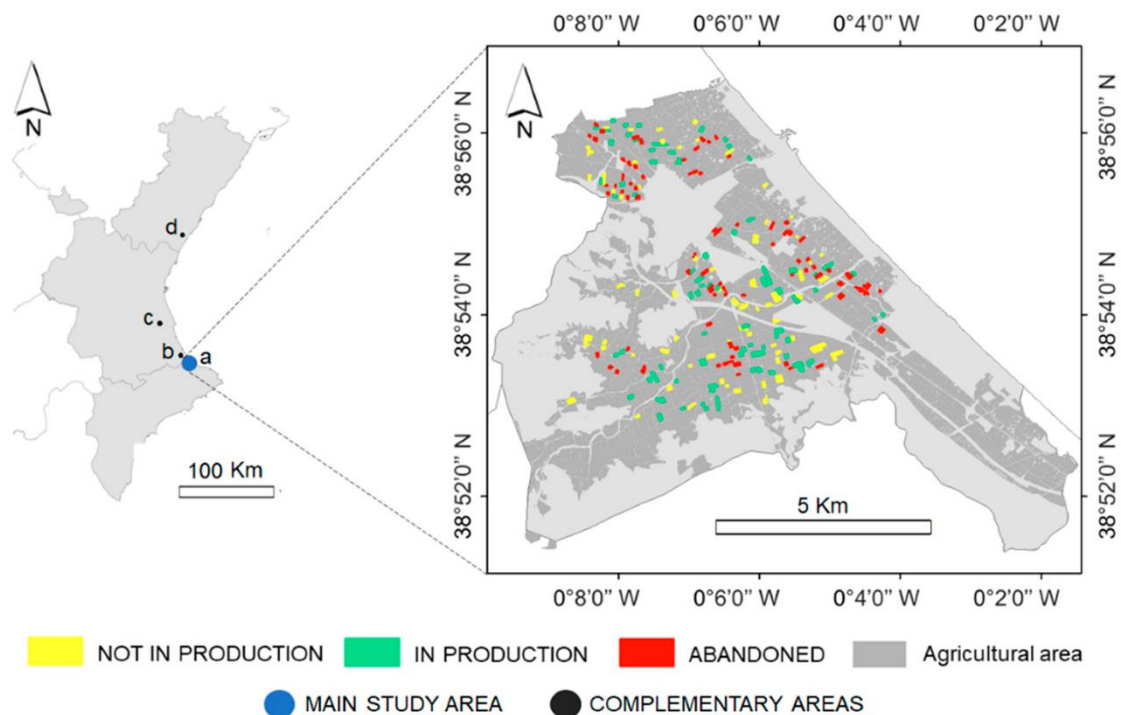 0°8'0" W 0°6'0" W 0°4'0" W 0°2'0" W
N
N
38°56'0" N
38°56'0" N
d
38°54'0" N
38°54'0" N
c
b
a
100 Km
38°52'0" N
38°52'0" N
5 Km
0°8'0" W 0°6'0" W 0°4'0" W 0°2'0" W
NOT IN PRODUCTION IN PRODUCTION ABANDONED Agricultural area
MAIN STUDY AREA COMPLEMENTARY AREAS